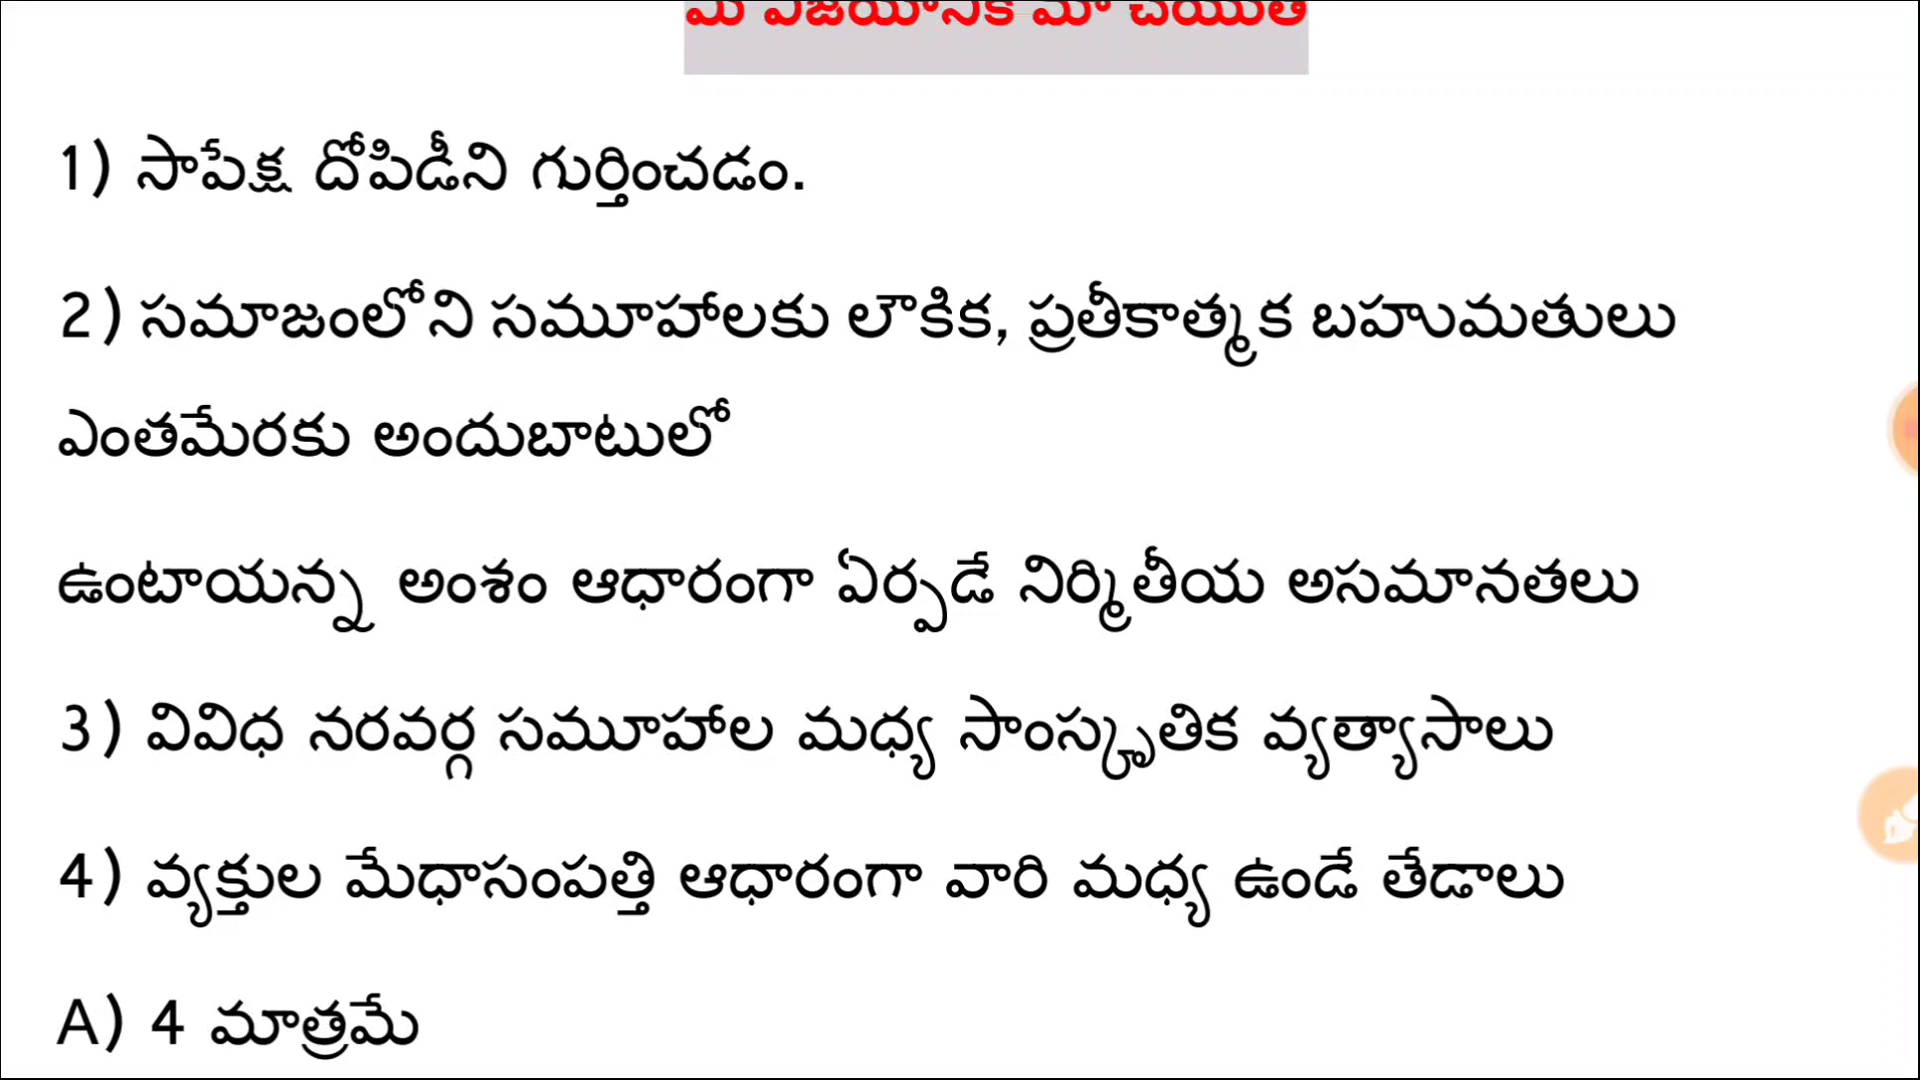 1) సాపేక్ష దోపిడీని గుర్తించడం.
2) సమాజంలోని సమూహాలకు లౌకిక, ప్రతీకాత్మక బహుమతులు
ఎంతమేరకు అందుబాటులో
ఉంటాయన్న అంశం ఆధారంగా ఏర్పడే నిర్మితీయ అసమానతలు
3) వివిధ నరవర్గ సమూహాల మధ్య సాంస్కృతిక వ్యత్యాసాలు
4) వ్యక్తుల మేధాసంపత్తి ఆధారంగా వారి మధ్య ఉండే తేడాలు
A) 4 మాత్రమే